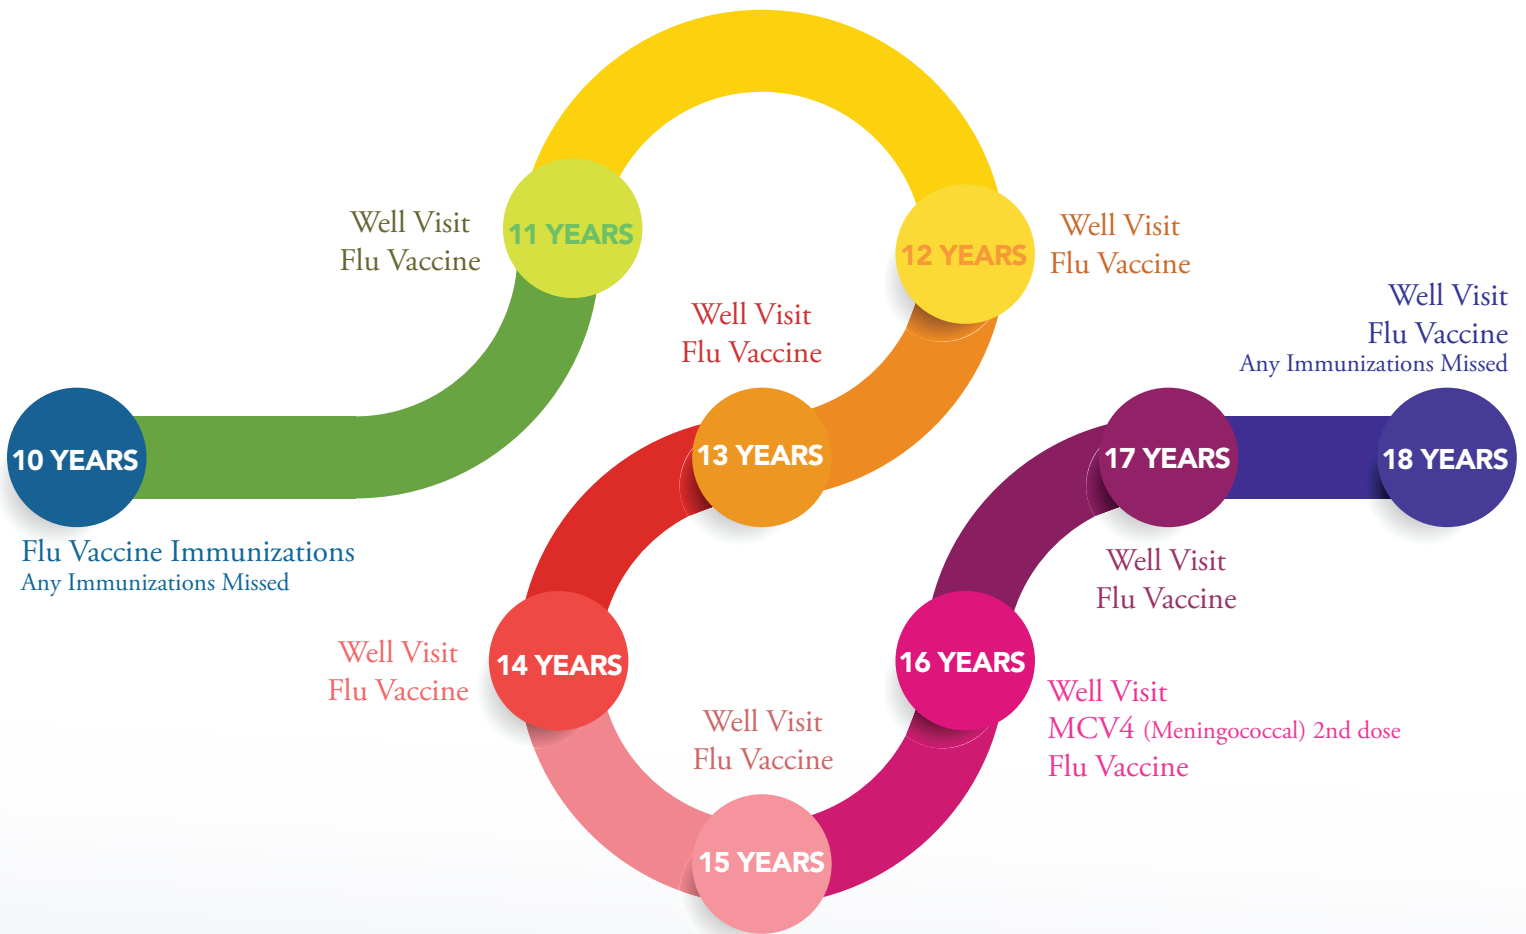 10 YEARS
Flu Vaccine Immunizations
Any Immunizations Missed
11 YEARS
Well Visit
Flu Vaccine
12 YEARS
Well Visit
Flu Vaccine
13 YEARS
Well Visit
Flu Vaccine
14 YEARS
Well Visit
Flu Vaccine
15 YEARS
Well Visit
Flu Vaccine
16 YEARS
Well Visit
MCV4 (Meningococcal) 2nd dose
Flu Vaccine
17 YEARS
Well Visit
Flu Vaccine
18 YEARS
Well Visit
Flu Vaccine
Any Immunizations Missed